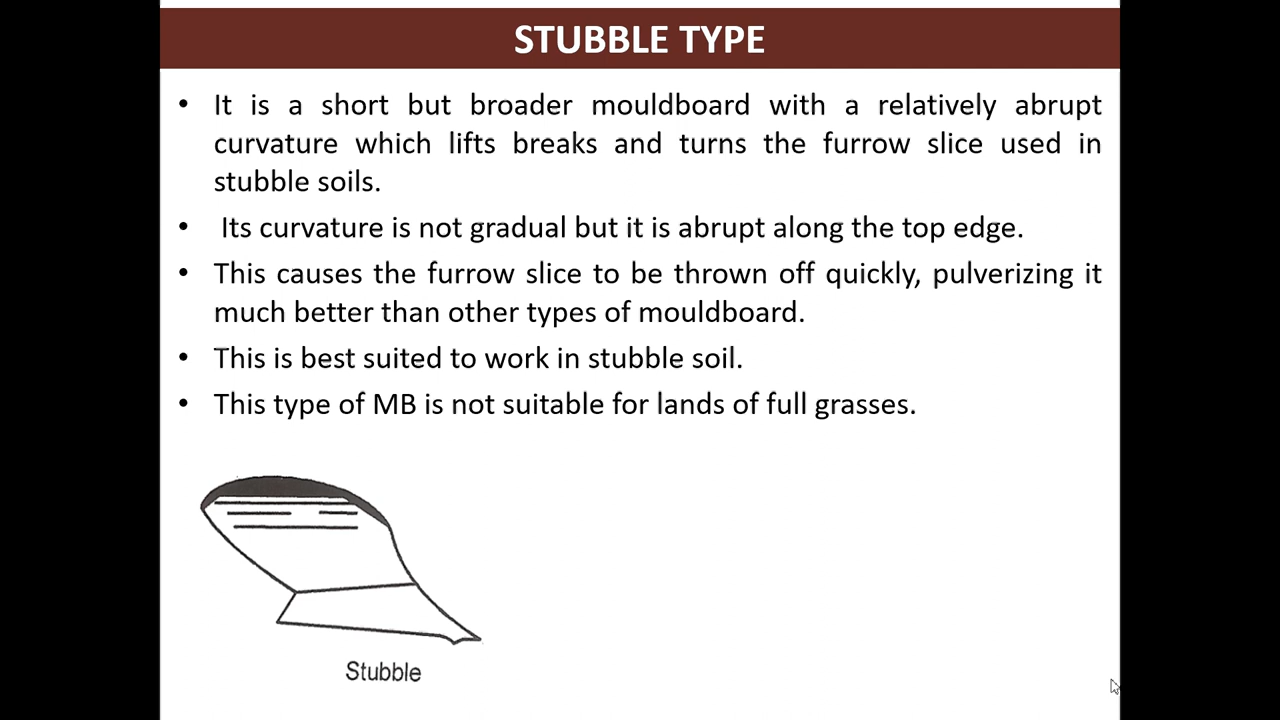 STUBBLE TYPE
• It is a short but broader mouldboard with a relatively abrupt
curvature which lifts breaks and turns the furrow slice used in
stubble soils.
• Its curvature is not gradual but it is abrupt along the top edge.
• This causes the furrow slice to be thrown off quickly, pulverizing it
much better than other types of mouldboard.
• This is best suited to work in stubble soil.
• This type of MB is not suitable for lands of full grasses.
Stubble